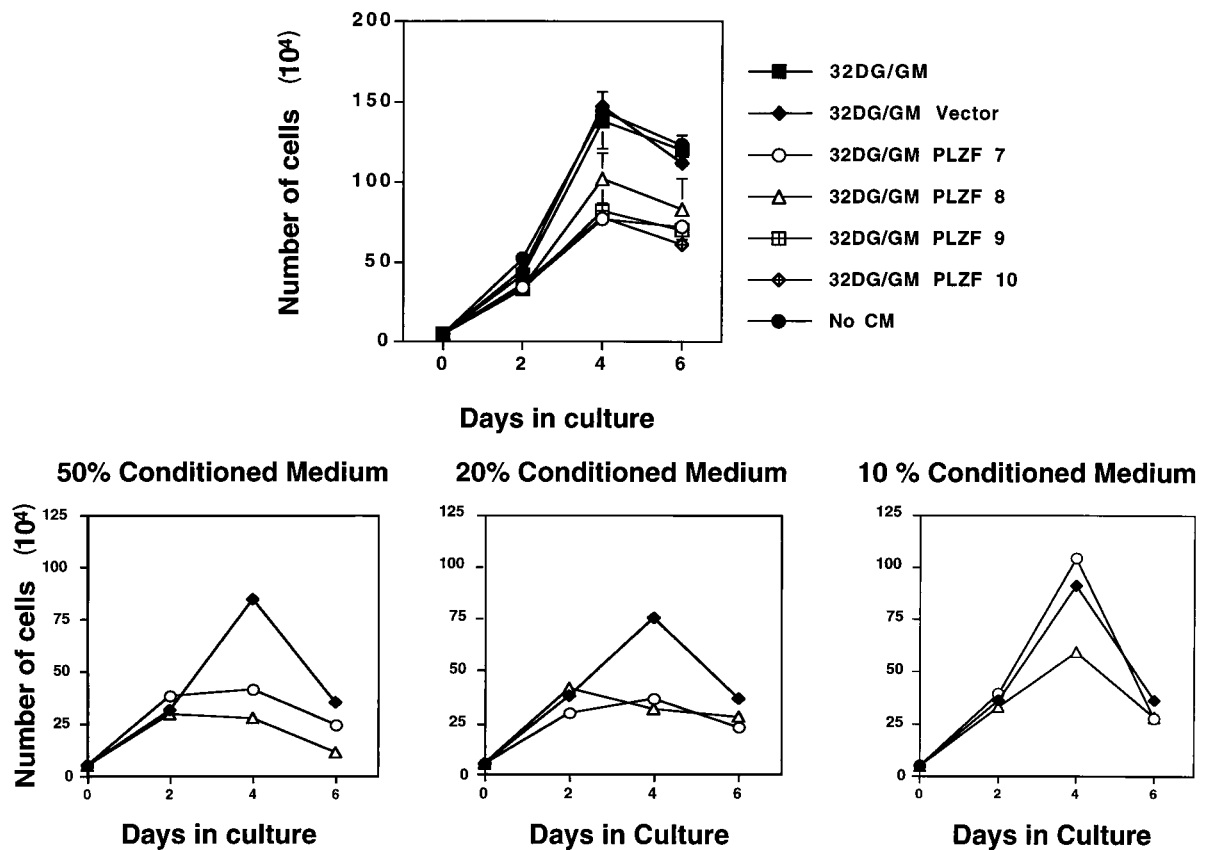 200
150
100
50
0
Number of cells (10⁴)
0 2 4 6
Days in culture
32DG/GM
32DG/GM Vector
32DG/GM PLZF 7
32DG/GM PLZF 8
32DG/GM PLZF 9
32DG/GM PLZF 10
No CM
50% Conditioned Medium
125
100
75
50
25
0
Number of cells (10⁴)
0 2 4 6
Days in culture
20% Conditioned Medium
125
100
75
50
25
0
0 2 4 6
Days in Culture
10 % Conditioned Medium
125
100
75
50
25
0
0 2 4 6
Days in Culture